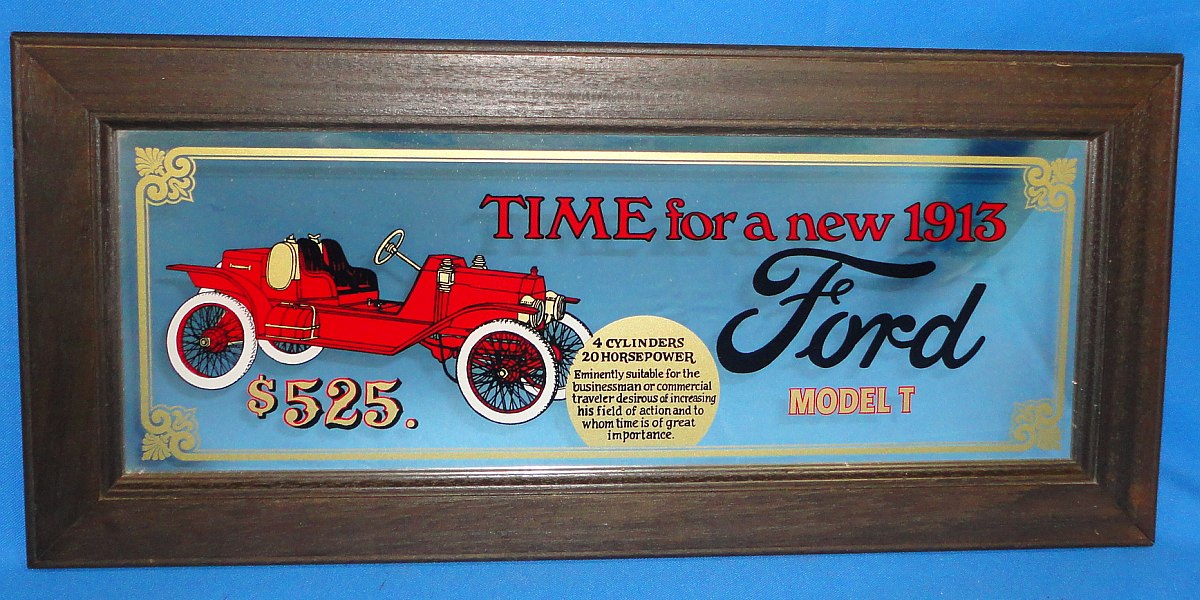 TIME for a new 1913
Ford
MODEL T
$525.
4 CYLINDERS
20 HORSEPOWER
Eminently suitable for the
businessman or commercial
traveler desirous of increasing
his field of action and to
whom time is of great
importance.